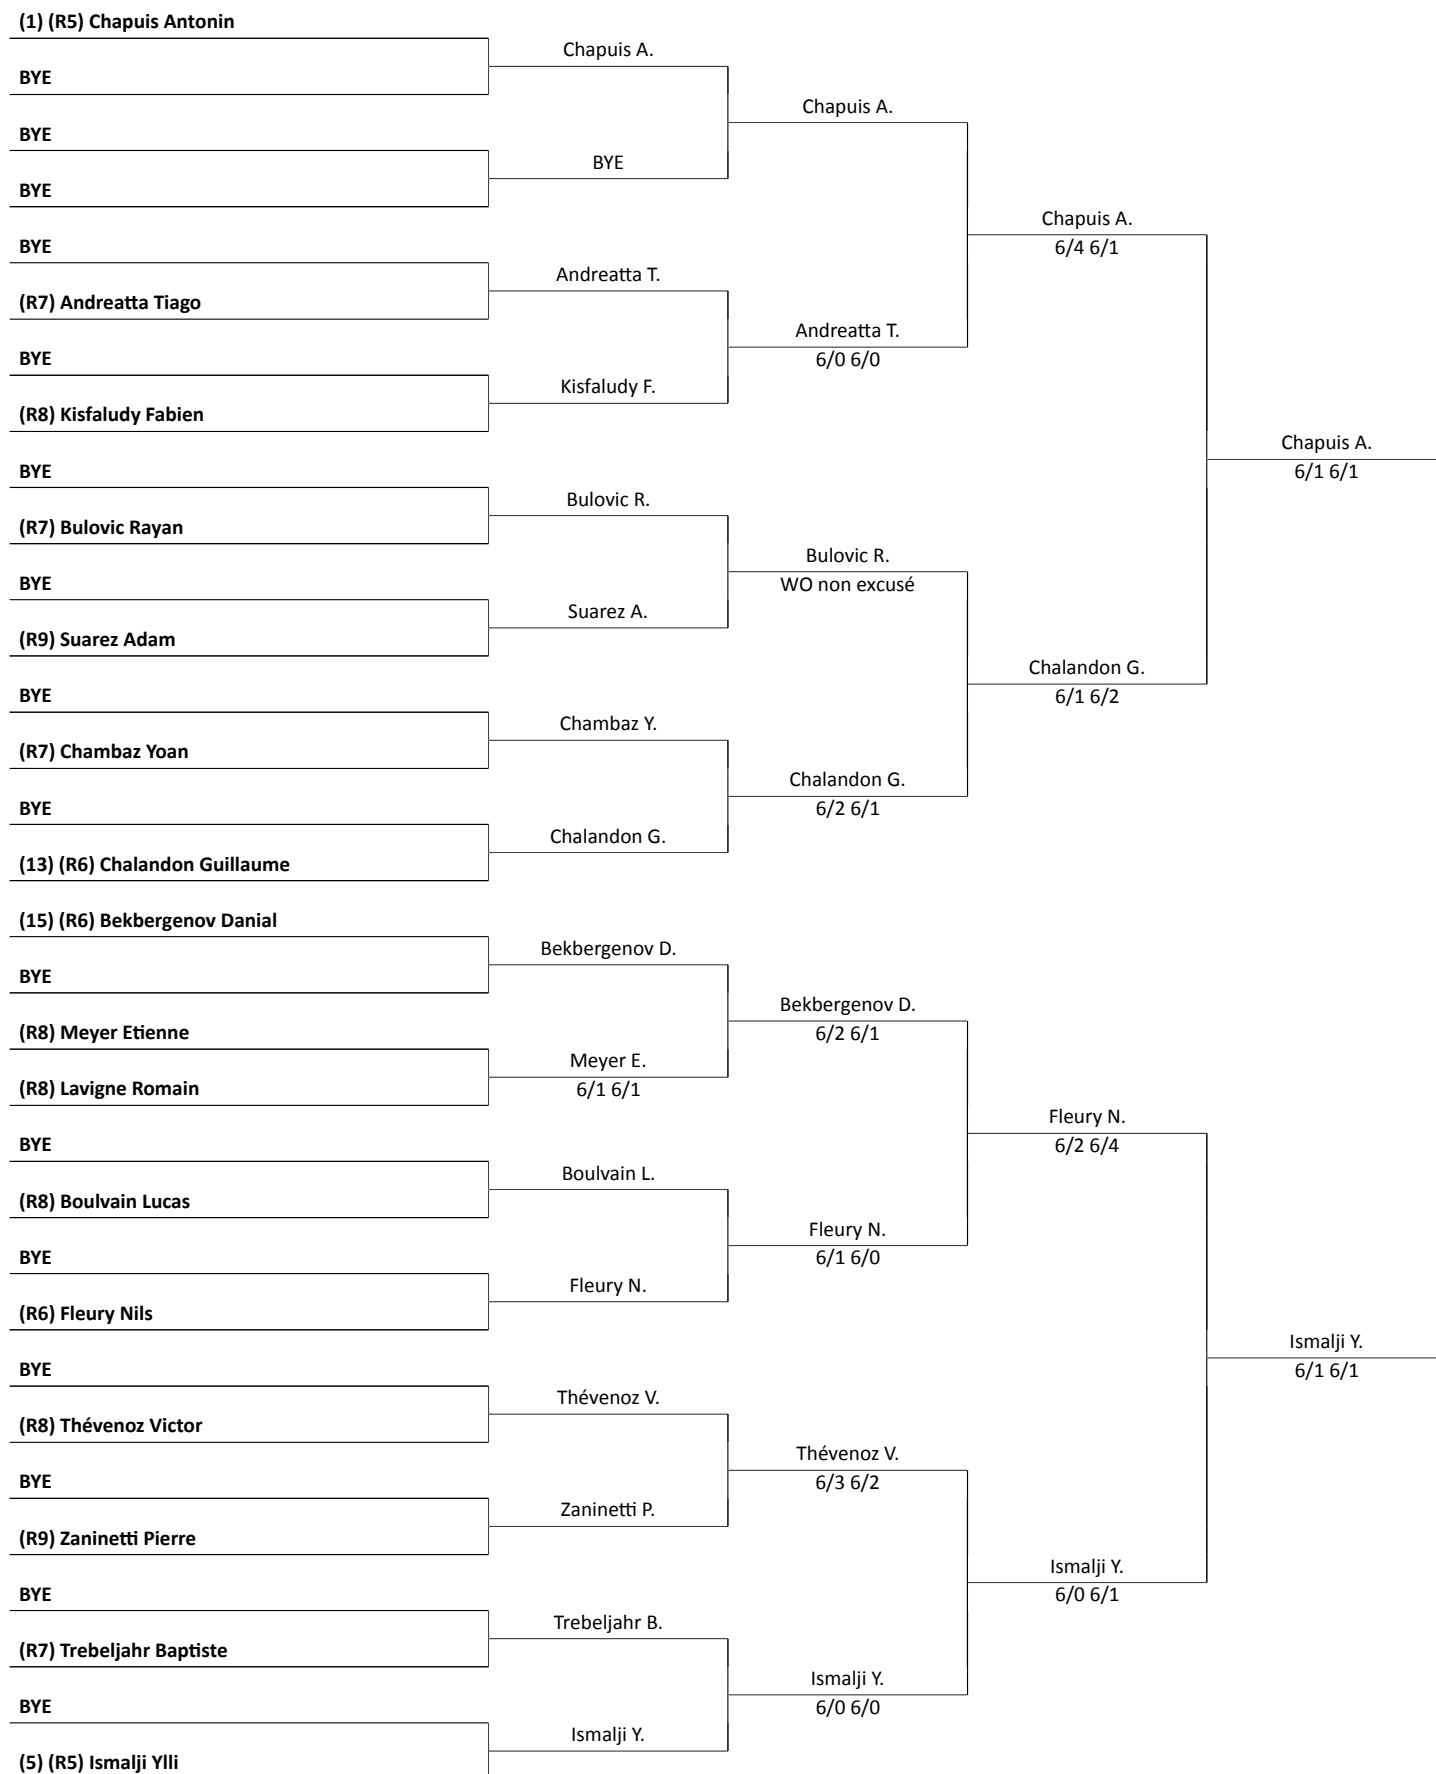 (1) (R5) Chapuis Antonin
Chapuis A.
BYE
Chapuis A.
BYE
BYE
BYE
Chapuis A.
BYE
6/4 6/1
Andreatta T.
(R7) Andreatta Tiago
Andreatta T.
BYE
6/0 6/0
Kisfaludy F.
(R8) Kisfaludy Fabien
Chapuis A.
BYE
6/1 6/1
Bulovic R.
(R7) Bulovic Rayan
Bulovic R.
BYE
WO non excusé
Suarez A.
(R9) Suarez Adam
Chalandon G.
BYE
6/1 6/2
Chambaz Y.
(R7) Chambaz Yoan
Chalandon G.
BYE
6/2 6/1
Chalandon G.
(13) (R6) Chalandon Guillaume
(15) (R6) Bekbergenov Danial
Bekbergenov D.
BYE
Bekbergenov D.
(R8) Meyer Etienne
6/2 6/1
Meyer E.
(R8) Lavigne Romain
6/1 6/1
Fleury N.
BYE
6/2 6/4
Boulvain L.
(R8) Boulvain Lucas
Fleury N.
BYE
6/1 6/0
Fleury N.
(R6) Fleury Nils
Ismalji Y.
BYE
6/1 6/1
Thévenoz V.
(R8) Thévenoz Victor
Thévenoz V.
BYE
6/3 6/2
Zaninetti P.
(R9) Zaninetti Pierre
Ismalji Y.
BYE
6/0 6/1
Trebeljahr B.
(R7) Trebeljahr Baptiste
Ismalji Y.
BYE
6/0 6/0
Ismalji Y.
(5) (R5) Ismalji Ylli